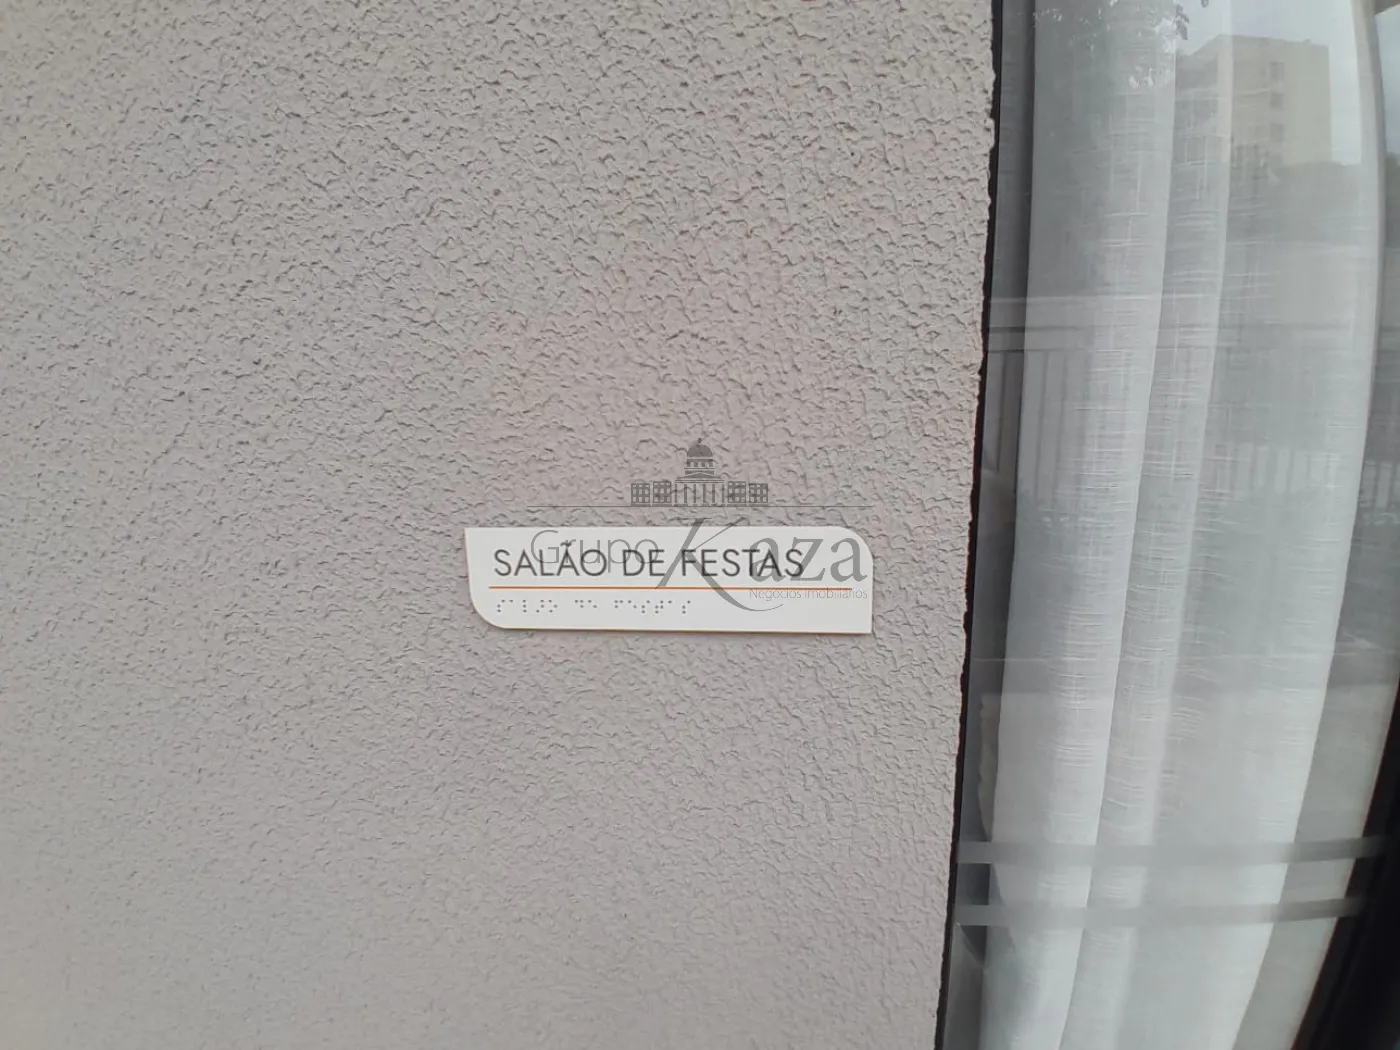 Grupo Kaza
Negócios Imobiliários
SALÃO DE FESTAS
⠎⠁⠇⠜⠕ ⠙⠑ ⠋⠑⠎⠞⠁⠎